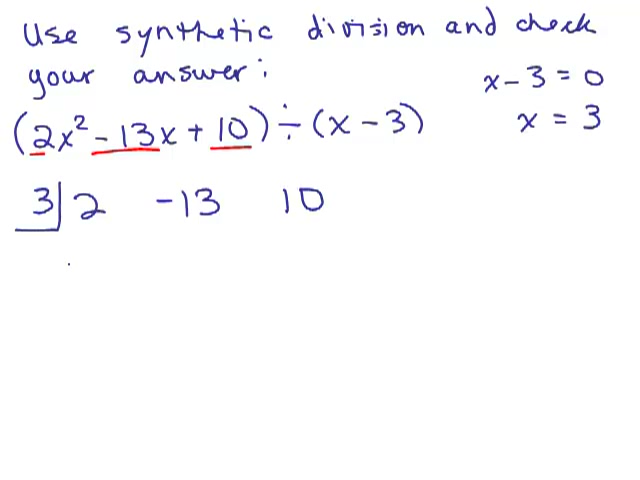 Use synthetic division and check
your answer:
x - 3 = 0
(2x² - 13x + 10) ÷ (x - 3)
x = 3
3| 2 -13 10